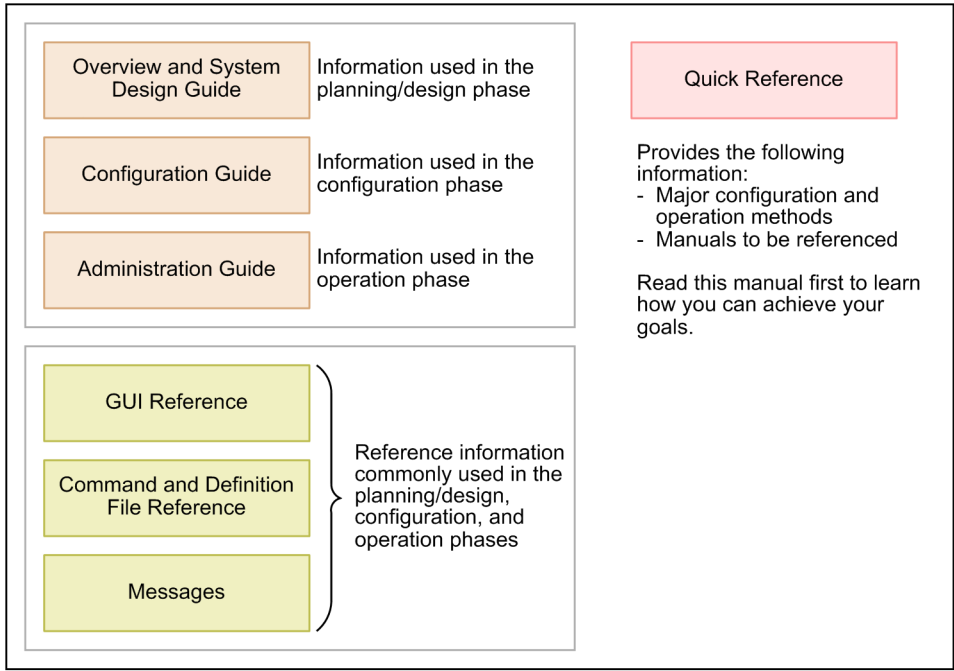 Overview and System
Design Guide
Information used in the
planning/design phase
Configuration Guide
Information used in the
configuration phase
Administration Guide
Information used in the
operation phase
GUI Reference
Command and Definition
File Reference
Messages
Reference information
commonly used in the
planning/design,
configuration, and
operation phases
Quick Reference
Provides the following
information:
- Major configuration and
operation methods
- Manuals to be referenced
Read this manual first to learn
how you can achieve your
goals.